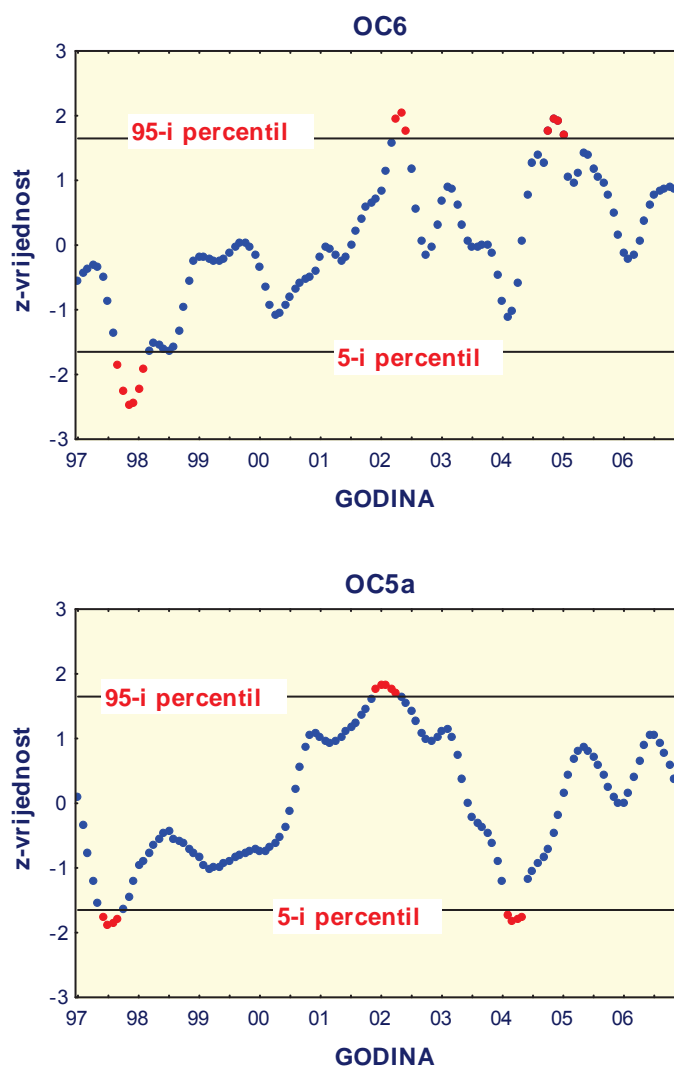 OC6
3
2
95-i percentil
1
0
-1
5-i percentil
-2
-3
z-vrijednost
97 98 99 00 01 02 03 04 05 06
GODINA
OC5a
3
2
95-i percentil
1
0
-1
5-i percentil
-2
-3
z-vrijednost
97 98 99 00 01 02 03 04 05 06
GODINA